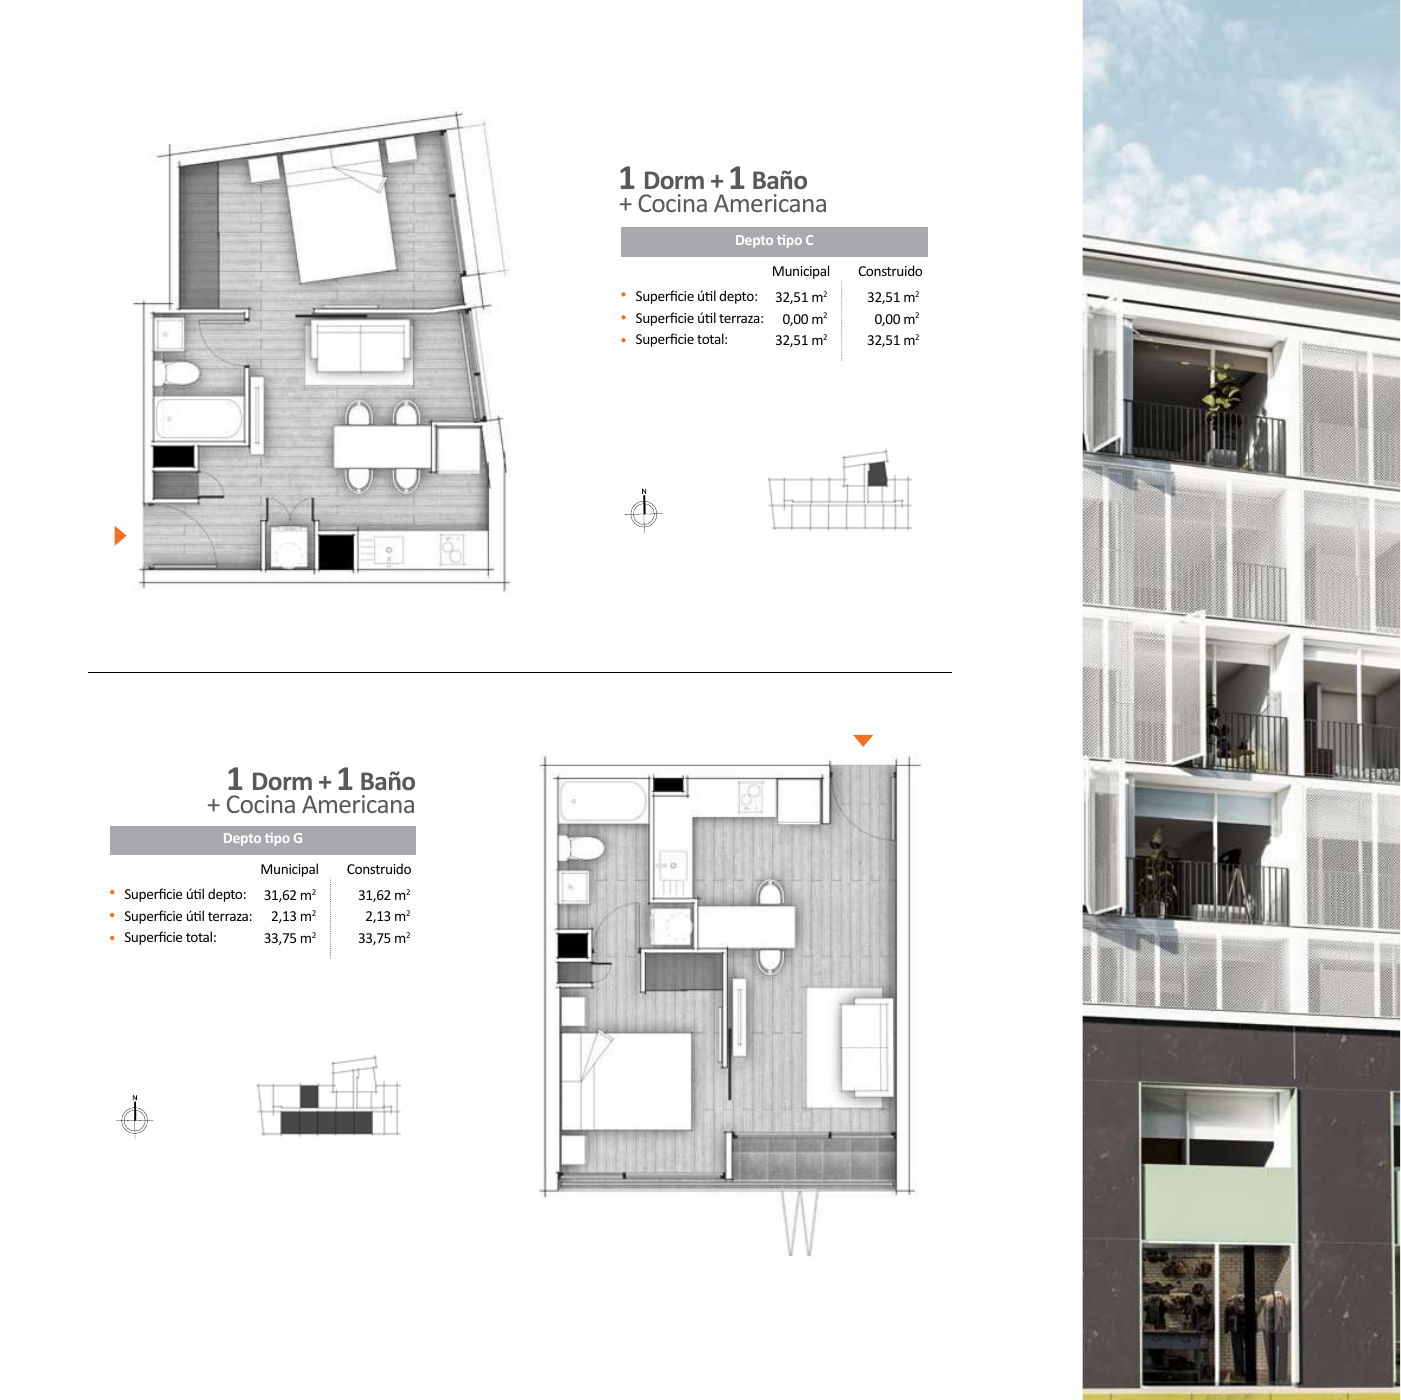 1 Dorm + 1 Baño
+ Cocina Americana
Depto tipo C
Municipal Construido
• Superficie útil depto: 32,51 m² 32,51 m²
• Superficie útil terraza: 0,00 m² 0,00 m²
• Superficie total: 32,51 m² 32,51 m²
N
1 Dorm + 1 Baño
+ Cocina Americana
Depto tipo G
Municipal Construido
• Superficie útil depto: 31,62 m² 31,62 m²
• Superficie útil terraza: 2,13 m² 2,13 m²
• Superficie total: 33,75 m² 33,75 m²
N